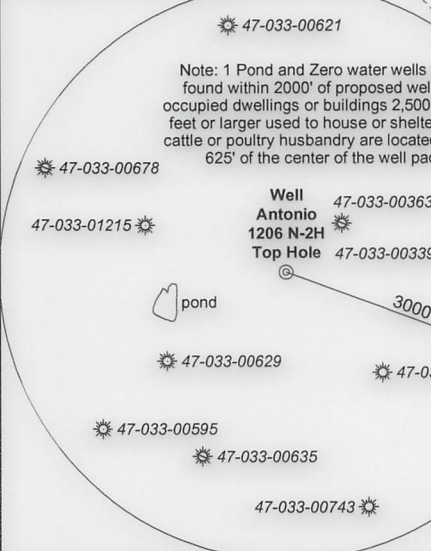 47-033-00621
Note: 1 Pond and Zero water wells
found within 2000' of proposed wel
occupied dwellings or buildings 2,500
feet or larger used to house or shelte
cattle or poultry husbandry are locate
625' of the center of the well pa
47-033-00678
Well
Antonio
1206 N-2H
Top Hole
47-033-00363
47-033-01215
47-033-00339
pond
3000
47-033-00629
47-0
47-033-00595
47-033-00635
47-033-00743